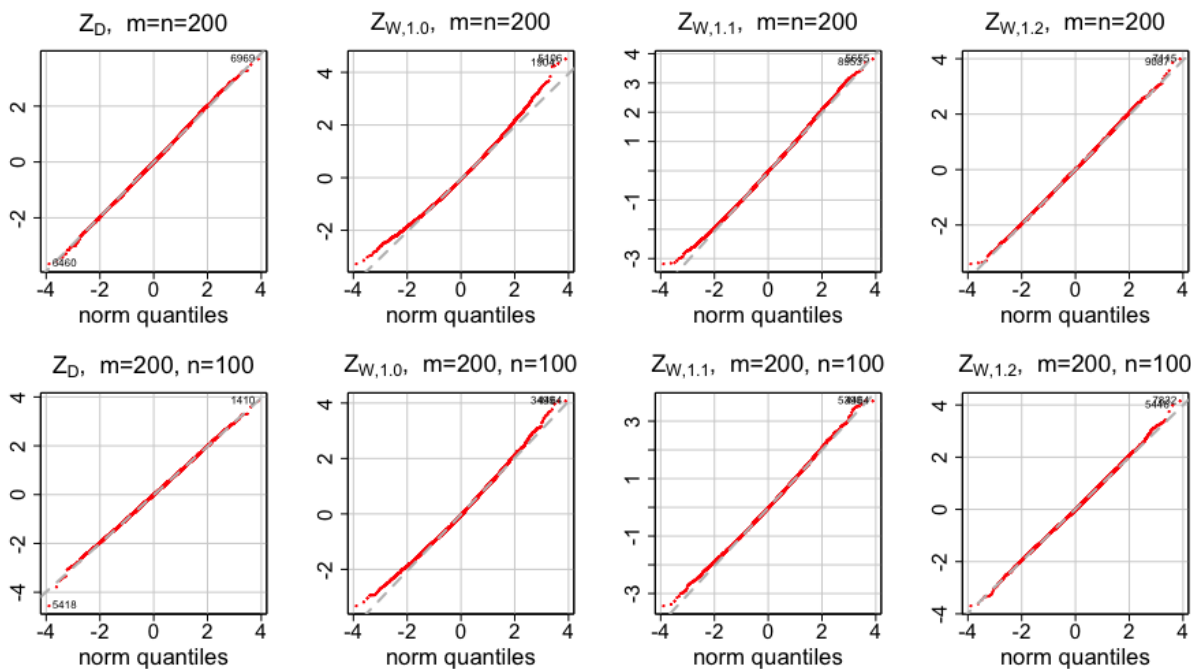 Z_D, m=n=200
Z_W,1.0, m=n=200
Z_W,1.1, m=n=200
Z_W,1.2, m=n=200
6969
2
0
-2
6460
-4 -2 0 2 4
norm quantiles
4
2
0
-2
-4 -2 0 2 4
norm quantiles
4
3
2
1
-1
-3
-4 -2 0 2 4
norm quantiles
4
2
0
-2
-4 -2 0 2 4
norm quantiles
Z_D, m=200, n=100
Z_W,1.0, m=200, n=100
Z_W,1.1, m=200, n=100
Z_W,1.2, m=200, n=100
1410
4
2
0
-2
-4
5418
-4 -2 0 2 4
norm quantiles
4
2
0
-2
-4 -2 0 2 4
norm quantiles
3
1
-1
-3
-4 -2 0 2 4
norm quantiles
5446
4
2
0
-2
-4
-4 -2 0 2 4
norm quantiles